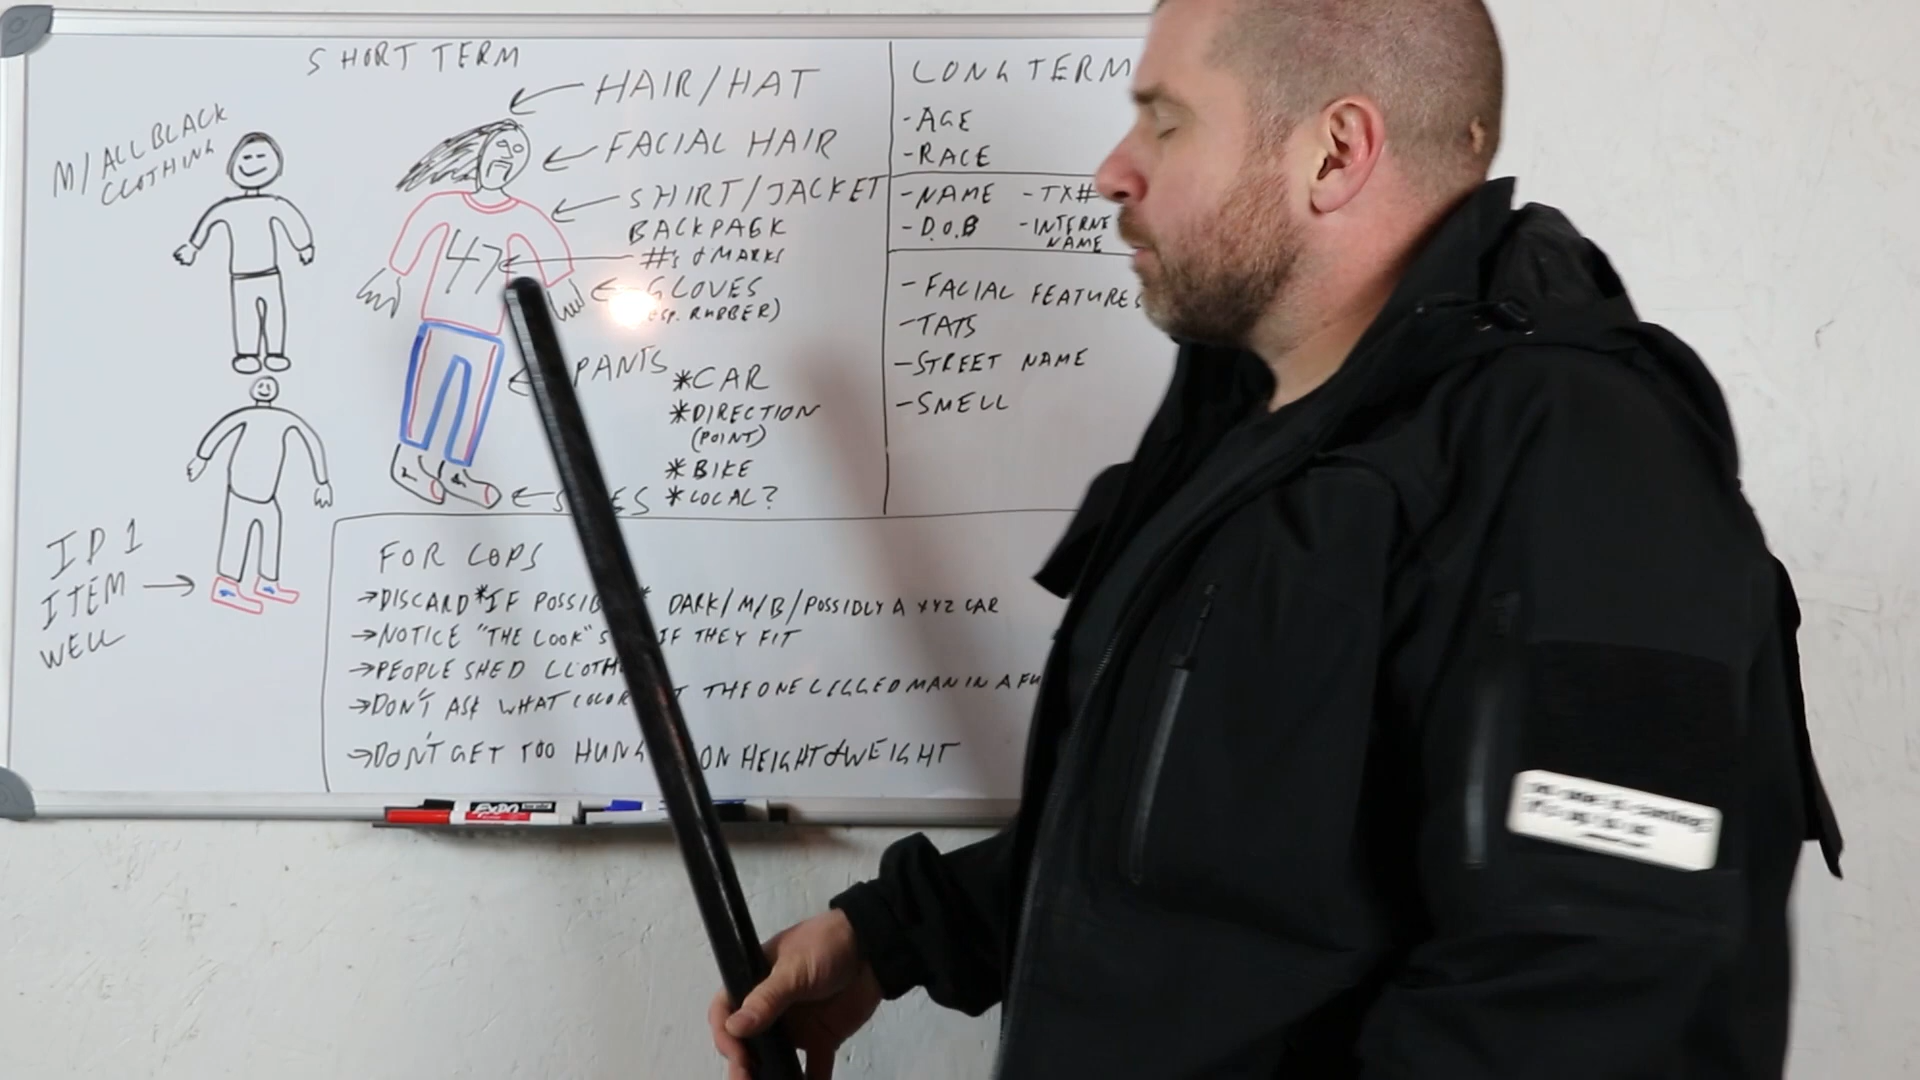 SHORT TERM
M/ALL BLACK
CLOTHING
HAIR/HAT
FACIAL HAIR
SHIRT/JACKET
BACKPACK
#'s & MARKS
47
GLOVES
(esp. RUBBER)
PANTS
*CAR
*DIRECTION
(POINT)
*BIKE
*LOCAL?
ID 1
ITEM
WELL
LONG TERM
-AGE
-RACE
-NAME -TX#
-D.O.B
NAME
-FACIAL FEATURES
-TATS
-STREET NAME
-SMELL
FOR COPS
→DISCARD *IF * DARK/M/B/POSSIBLY A XYZ CAR
→NOTICE "THE LOOK" IF THEY FIT
→PEOPLE SHED
→DON'T ASK WHAT COLOR THE ONE LEGGED MAN IN A
→DON'T GET TOO ON HEIGHT & WEIGHT
EXPO